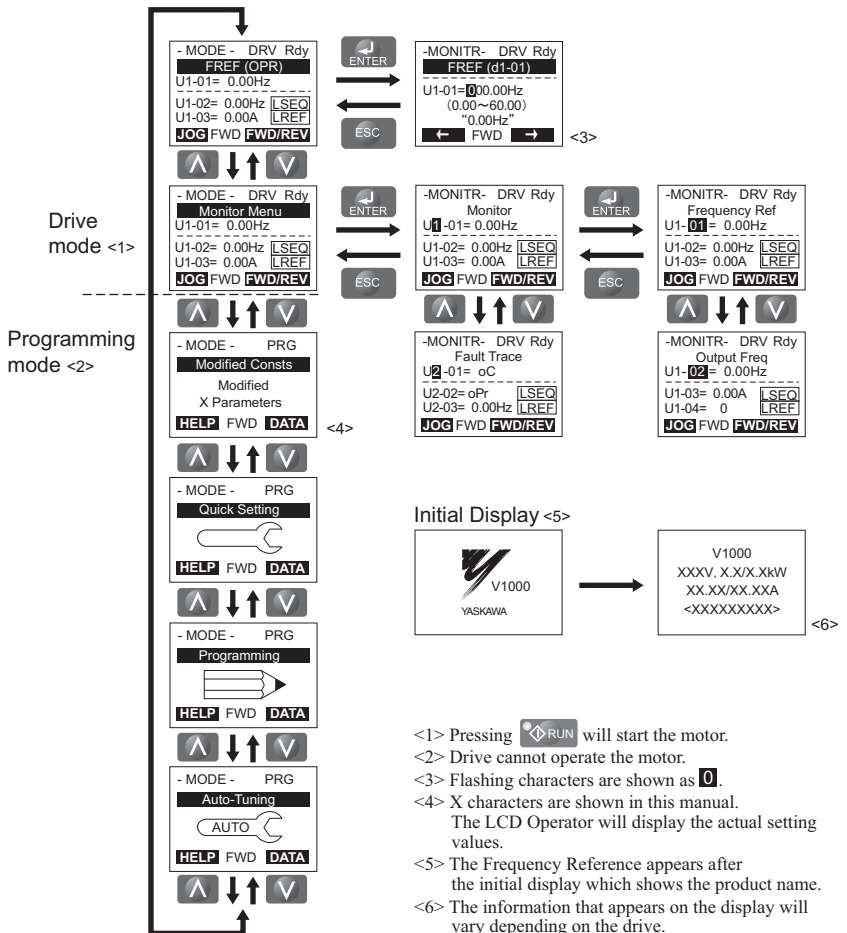 - MODE -   DRV Rdy
FREF (OPR)
U1-01=  0.00Hz
U1-02=  0.00Hz LSEQ
U1-03=  0.00A LREF
JOG FWD FWD/REV
ENTER
ESC
-MONITR-  DRV Rdy
FREF (d1-01)
U1-01=000.00Hz
(0.00～60.00)
“0.00Hz”
← FWD →
<3>
∧ ∨
Drive
mode <1>
- MODE -   DRV Rdy
Monitor Menu
U1-01=  0.00Hz
U1-02=  0.00Hz LSEQ
U1-03=  0.00A LREF
JOG FWD FWD/REV
ENTER
ESC
-MONITR-  DRV Rdy
Monitor
U1 -01= 0.00Hz
U1-02=  0.00Hz LSEQ
U1-03=  0.00A LREF
JOG FWD FWD/REV
ENTER
ESC
-MONITR-  DRV Rdy
Frequency Ref
U1- 01 = 0.00Hz
U1-02=  0.00Hz LSEQ
U1-03=  0.00A LREF
JOG FWD FWD/REV
∧ ∨
∧ ∨
∧ ∨
Programming
mode <2>
- MODE -   PRG
Modified Consts
Modified
X Parameters
HELP FWD DATA
<4>
-MONITR-  DRV Rdy
Fault Trace
U2 -01=  oC
U2-02= oPr LSEQ
U2-03=  0.00Hz LREF
JOG FWD FWD/REV
-MONITR-  DRV Rdy
Output Freq
U1- 02 =  0.00Hz
U1-03=  0.00A LSEQ
U1-04=   0 LREF
JOG FWD FWD/REV
∧ ∨
- MODE -   PRG
Quick Setting
HELP FWD DATA
∧ ∨
- MODE -   PRG
Programming
HELP FWD DATA
∧ ∨
- MODE -   PRG
Auto-Tuning
AUTO
HELP FWD DATA
∧ ∨
Initial Display <5>
V1000
YASKAWA
V1000
XXXV, X.X/X.XkW
XX.XX/XX.XXA
<XXXXXXXXX>
<6>
<1> Pressing RUN will start the motor.
<2> Drive cannot operate the motor.
<3> Flashing characters are shown as 0 .
<4> X characters are shown in this manual.
The LCD Operator will display the actual setting
values.
<5> The Frequency Reference appears after
the initial display which shows the product name.
<6> The information that appears on the display will
vary depending on the drive.